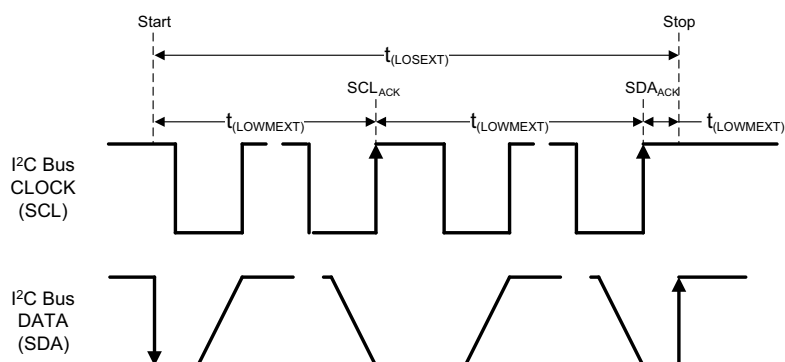 Start Stop
t(LOSEXT)
SCLACK SDAACK
t(LOWMEXT) t(LOWMEXT) t(LOWMEXT)
I²C Bus
CLOCK
(SCL)
I²C Bus
DATA
(SDA)